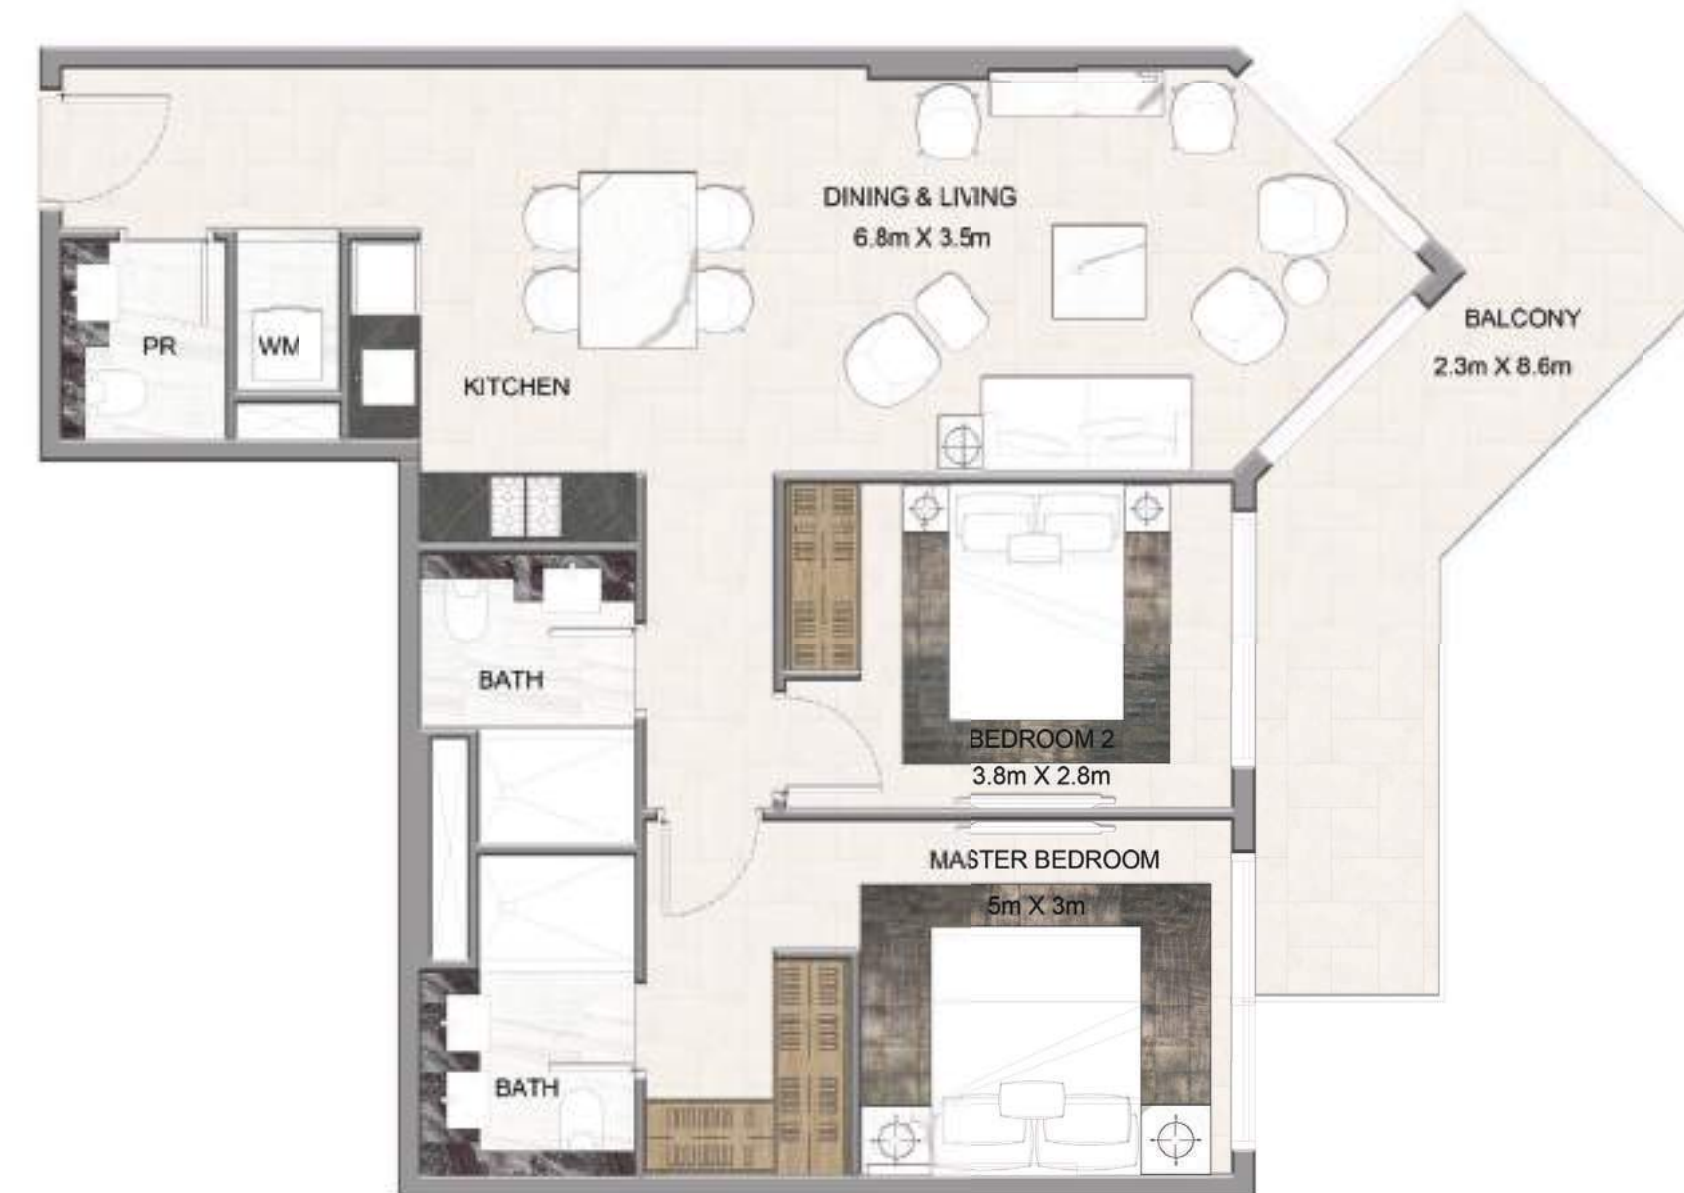 DINING & LIVING
6.8m X 3.5m
BALCONY
2.3m X 8.6m
PR
WM
KITCHEN
BATH
BEDROOM 2
3.8m X 2.8m
MASTER BEDROOM
5m X 3m
BATH